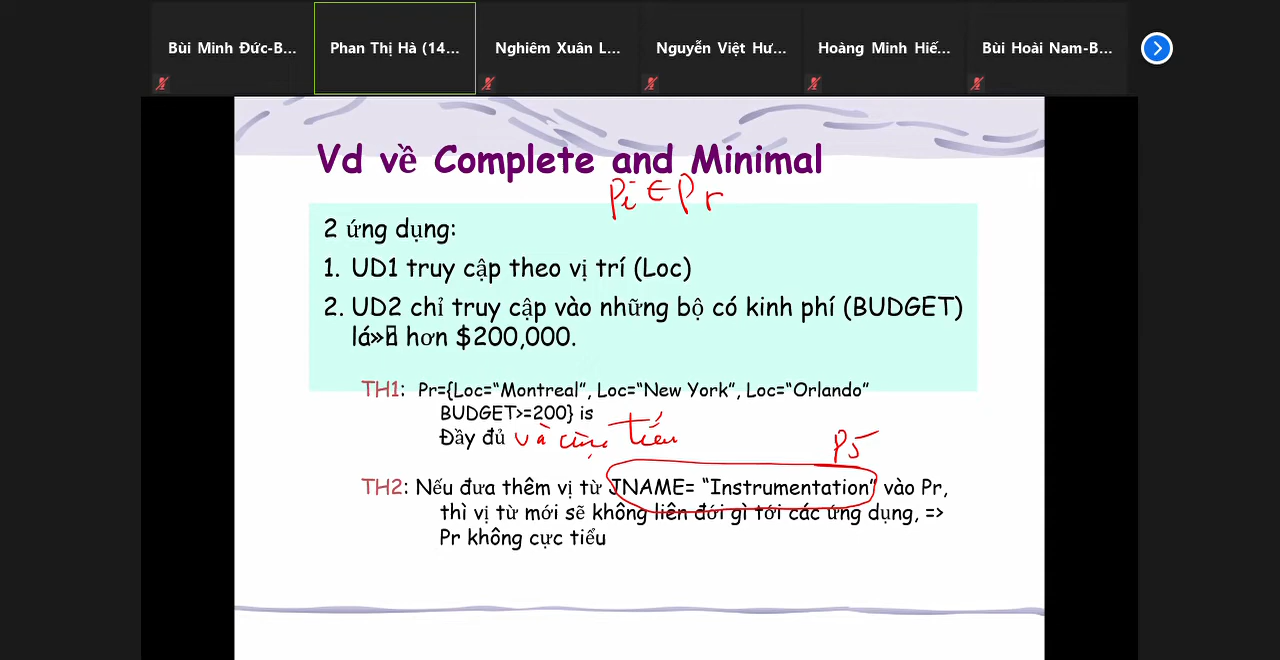 Bùi Minh Đức-B...
Phan Thị Hà (14...
Nghiêm Xuân L...
Nguyễn Việt Hư...
Hoàng Minh Hiế...
Bùi Hoài Nam-B...
Vd về Complete and Minimal
Pi ∈ Pr
2 ứng dụng:
1. UD1 truy cập theo vị trí (Loc)
2. UD2 chỉ truy cập vào những bộ có kinh phí (BUDGET)
lá» hơn $200,000.
TH1: Pr={Loc=“Montreal”, Loc=“New York”, Loc=“Orlando”
BUDGET>=200} is
Đầy đủ và cực tiểu
P5
TH2: Nếu đưa thêm vị từ JNAME= “Instrumentation” vào Pr,
thì vị từ mới sẽ không liên đới gì tới các ứng dụng, =>
Pr không cực tiểu